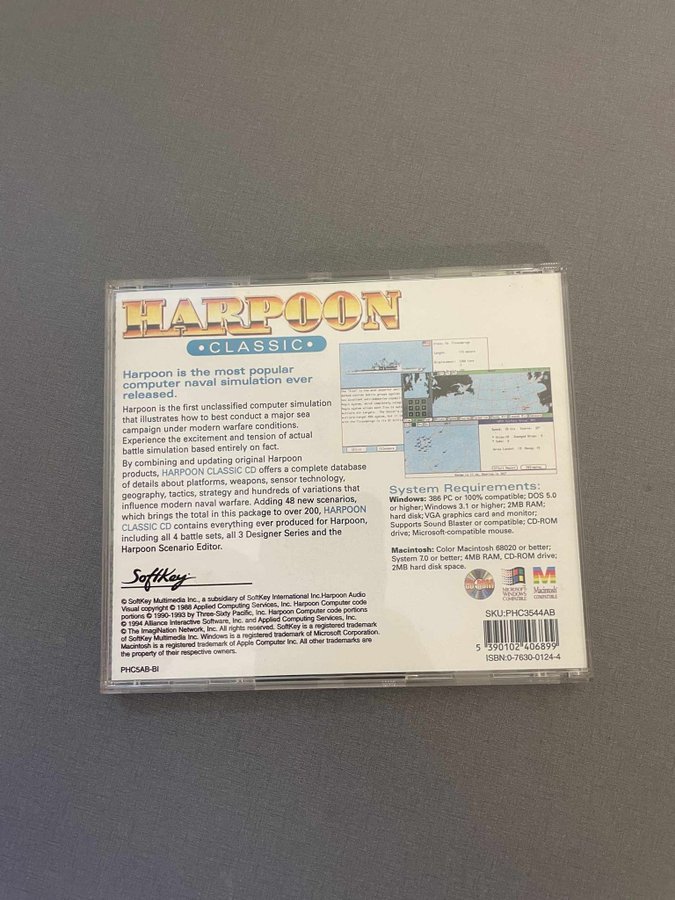 HARPOON
•CLASSIC•
Harpoon is the most popular
computer naval simulation ever
released.
Harpoon is the first unclassified computer simulation
that illustrates how to best conduct a major sea
campaign under modern warfare conditions.
Experience the excitement and tension of actual
battle simulation based entirely on fact.
By combining and updating original Harpoon
products, HARPOON CLASSIC CD offers a complete database
of details about platforms, weapons, sensor technology,
geography, tactics, strategy and hundreds of variations that
influence modern naval warfare. Adding 48 new scenarios,
which brings the total in this package to over 200, HARPOON
CLASSIC CD contains everything ever produced for Harpoon,
including all 4 battle sets, all 3 Designer Series and the
Harpoon Scenario Editor.
SoftKey
© SoftKey Multimedia Inc., a subsidiary of SoftKey International Inc.Harpoon Audio
Visual copyright © 1988 Applied Computing Services, Inc. Harpoon Computer code
portions © 1990-1993 by Three-Sixty Pacific, Inc. Harpoon Computer code portions
© 1994 Alliance Interactive Software, Inc. and Applied Computing Services, Inc.
© The ImagiNation Network, Inc. All rights reserved. SoftKey is a registered trademark
of SoftKey Multimedia Inc. Windows is a registered trademark of Microsoft Corporation.
Macintosh is a registered trademark of Apple Computer Inc. All other trademarks are
the property of their respective owners.
PHC5AB-BI
System Requirements:
Windows: 386 PC or 100% compatible; DOS 5.0
or higher; Windows 3.1 or higher; 2MB RAM;
hard disk; VGA graphics card and monitor;
Supports Sound Blaster or compatible; CD-ROM
drive; Microsoft-compatible mouse.
Macintosh: Color Macintosh 68020 or better;
System 7.0 or better; 4MB RAM, CD-ROM drive;
2MB hard disk space.
CD-ROM
MICROSOFT
WINDOWS
COMPATIBLE
M
Macintosh
COMPATIBLE
SKU:PHC3544AB
5 390102 406899
ISBN:0-7630-0124-4